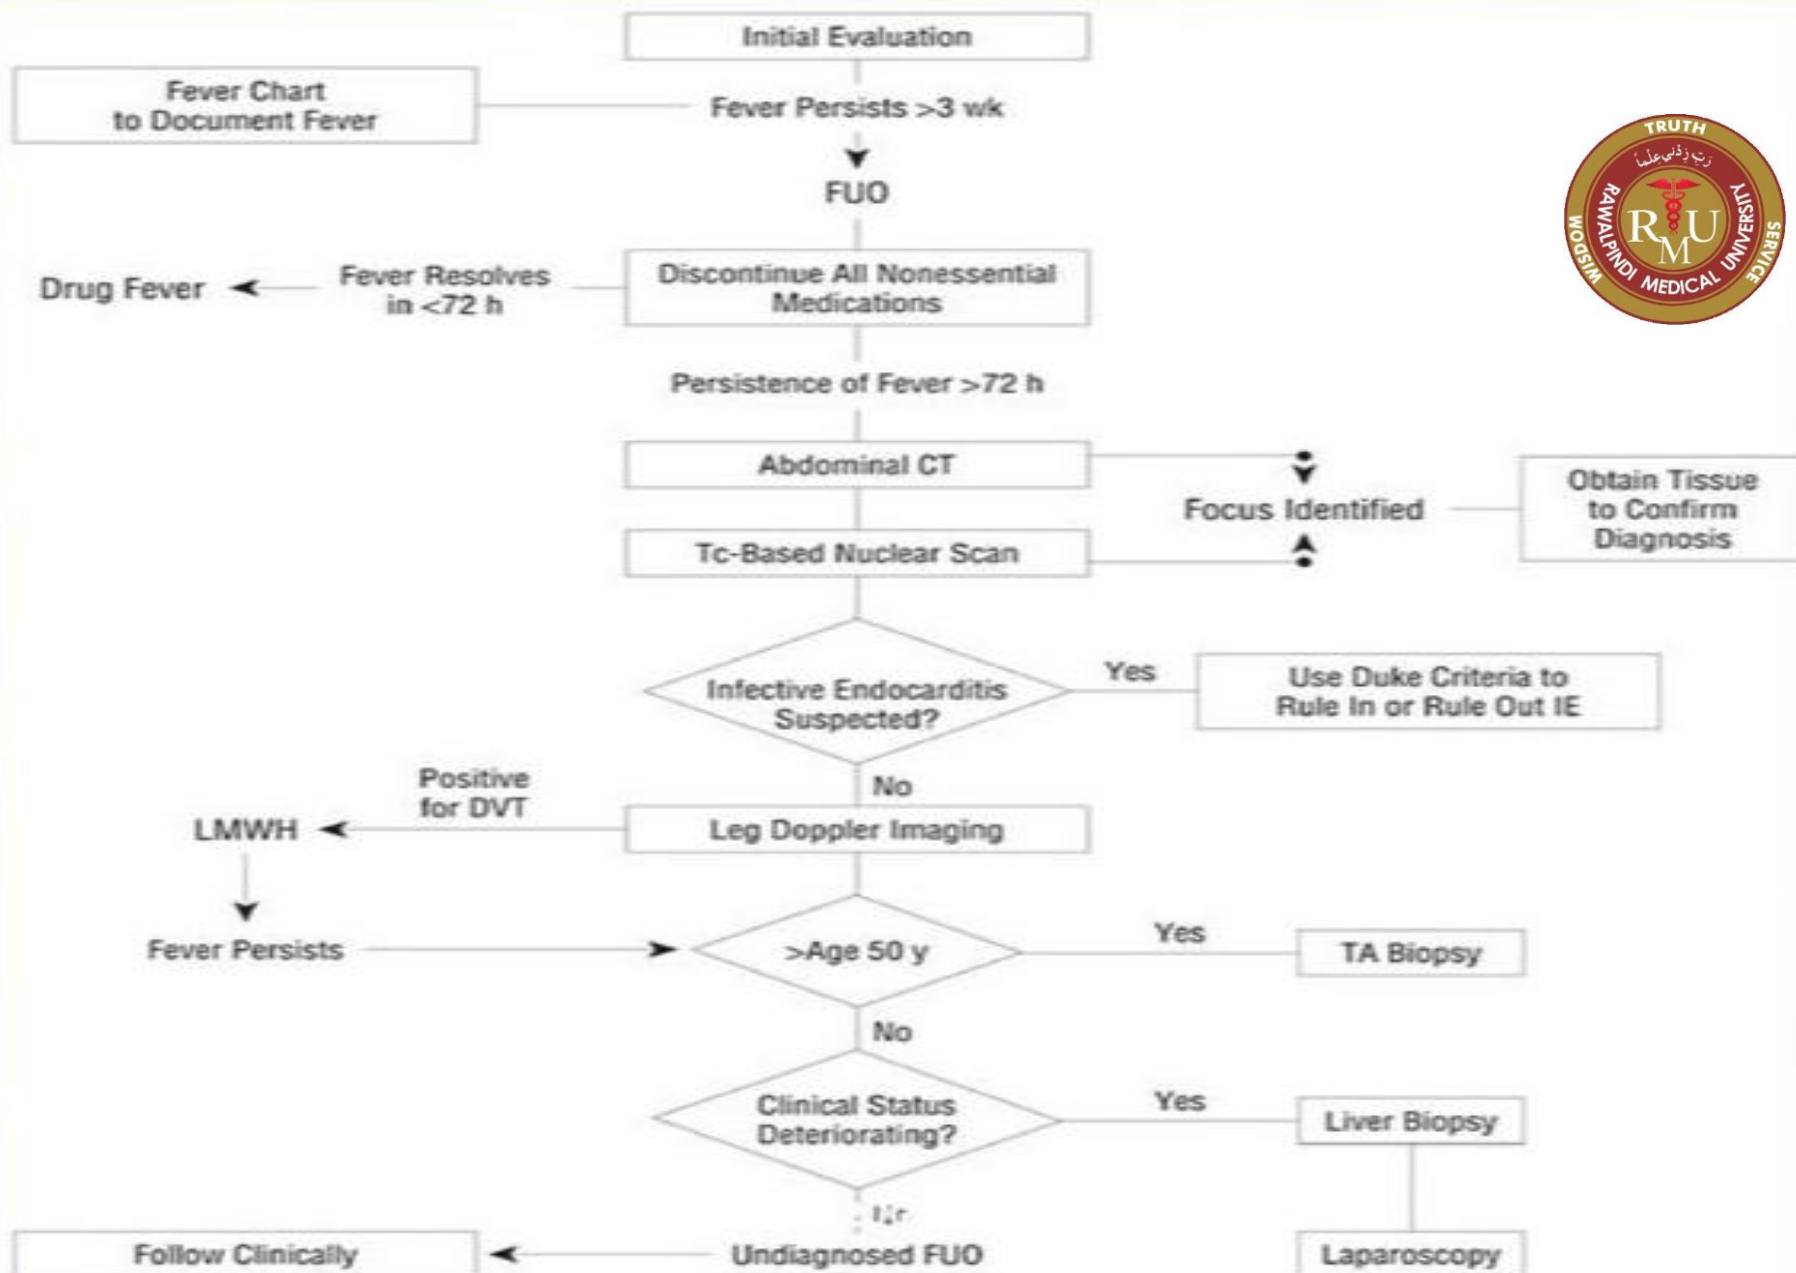 Initial Evaluation
Fever Chart
to Document Fever
Fever Persists >3 wk
FUO
TRUTH
رَبِّ زِدْنِي عِلْماً
RAWALPINDI MEDICAL UNIVERSITY
WISDOM
SERVICE
RMU
Drug Fever
Fever Resolves
in <72 h
Discontinue All Nonessential
Medications
Persistence of Fever >72 h
Abdominal CT
Focus Identified
Obtain Tissue
to Confirm
Diagnosis
Tc-Based Nuclear Scan
Infective Endocarditis
Suspected?
Yes
Use Duke Criteria to
Rule In or Rule Out IE
No
Positive
for DVT
LMWH
Leg Doppler Imaging
Fever Persists
>Age 50 y
Yes
TA Biopsy
No
Clinical Status
Deteriorating?
Yes
Liver Biopsy
Follow Clinically
Undiagnosed FUO
Laparoscopy